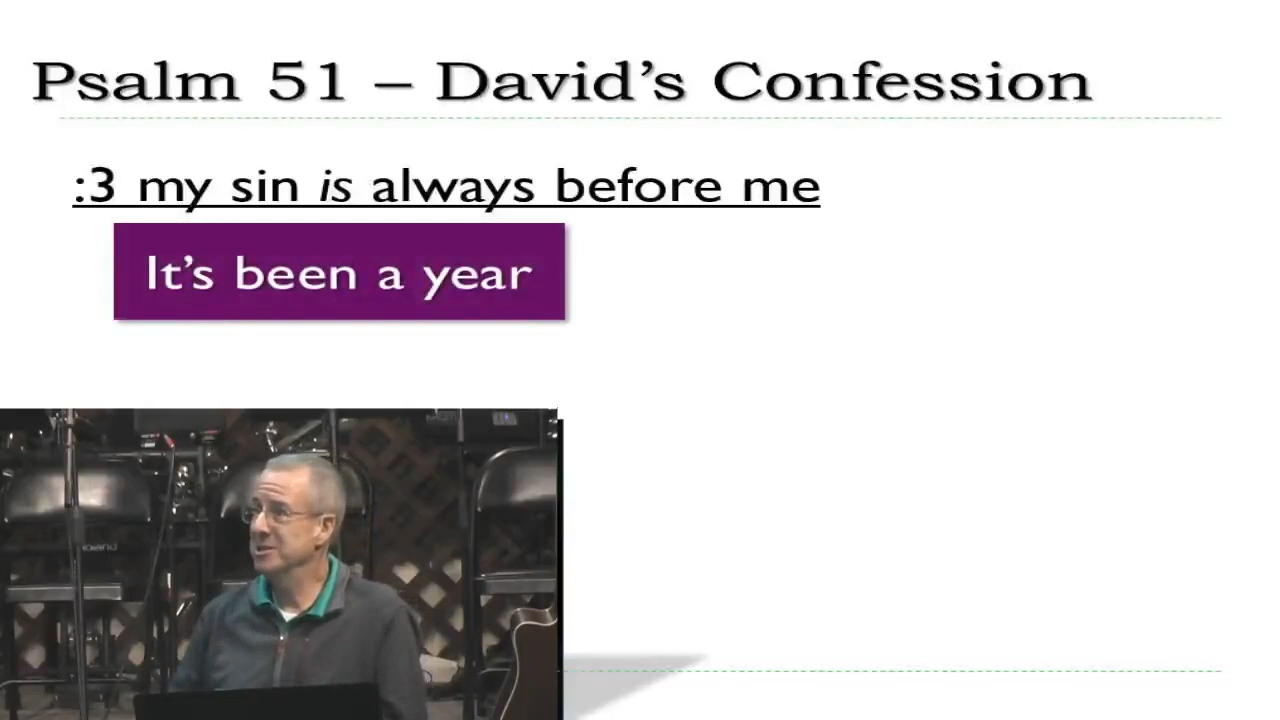 Psalm 51 – David's Confession
:3 my sin is always before me
It's been a year